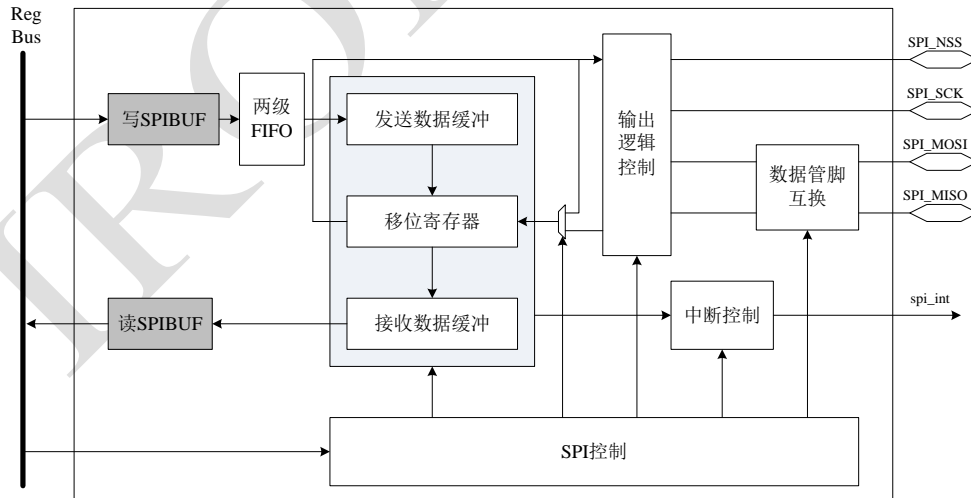 Reg
Bus
SPI_NSS
写SPIBUF
两级
FIFO
发送数据缓冲
输出
逻辑
控制
SPI_SCK
SPI_MOSI
数据管脚
互换
SPI_MISO
移位寄存器
读SPIBUF
接收数据缓冲
中断控制
spi_int
SPI控制